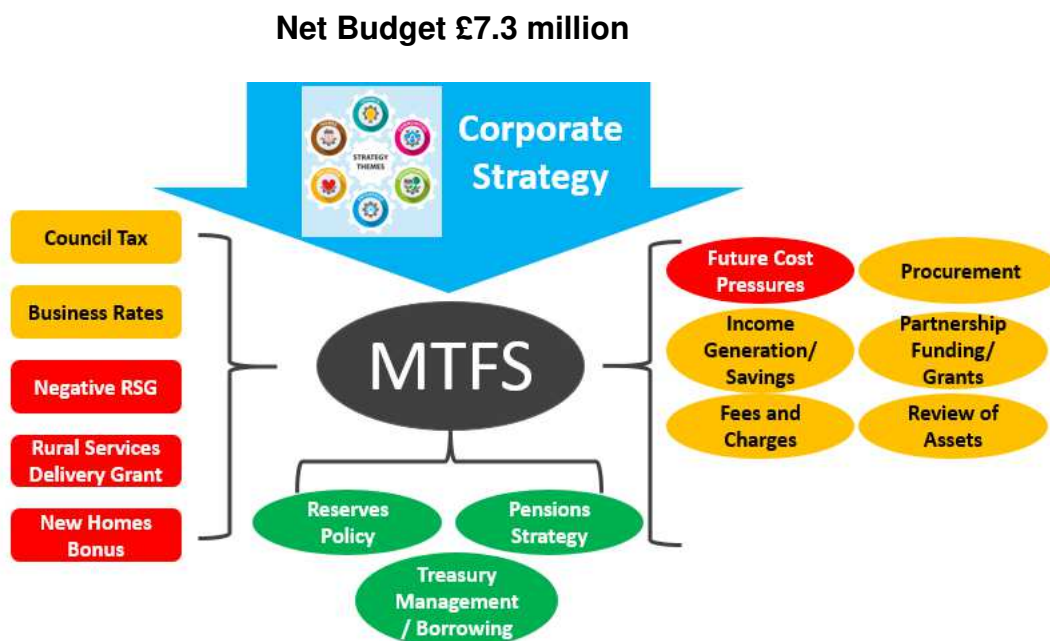 Net Budget £7.3 million
STRATEGY
THEMES
Corporate
Strategy
Council Tax
Business Rates
Negative RSG
Rural Services
Delivery Grant
New Homes
Bonus
MTFS
Future Cost
Pressures
Procurement
Income
Generation/
Savings
Partnership
Funding/
Grants
Fees and
Charges
Review of
Assets
Reserves
Policy
Pensions
Strategy
Treasury
Management
/ Borrowing